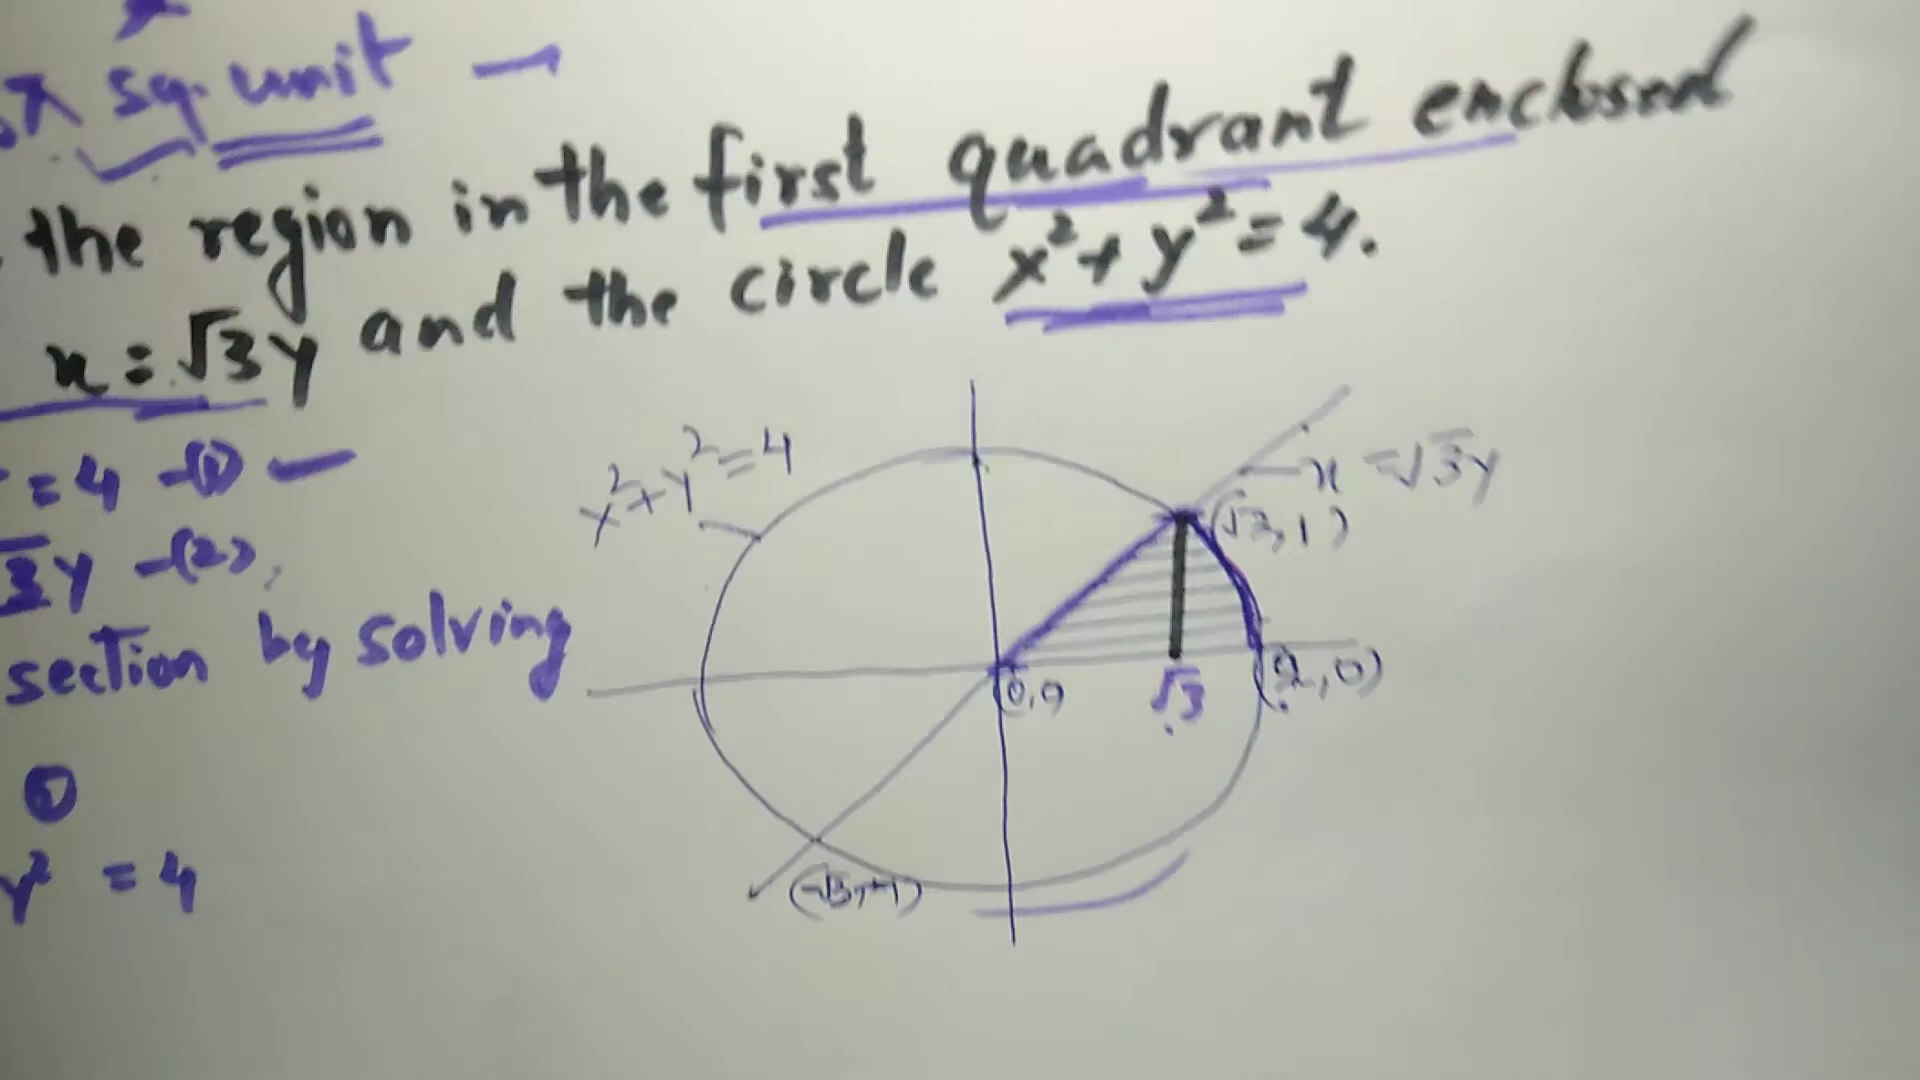 π sq. unit
the region in the first quadrant enclosed
x = √3y and the circle x² + y² = 4.
= 4 -(1)
√3y -(2),
section by solving
y² = 4
x² + y² = 4
x = √3y
(√3, 1)
(0,0)
√3
(2,0)
(-√3,-1)